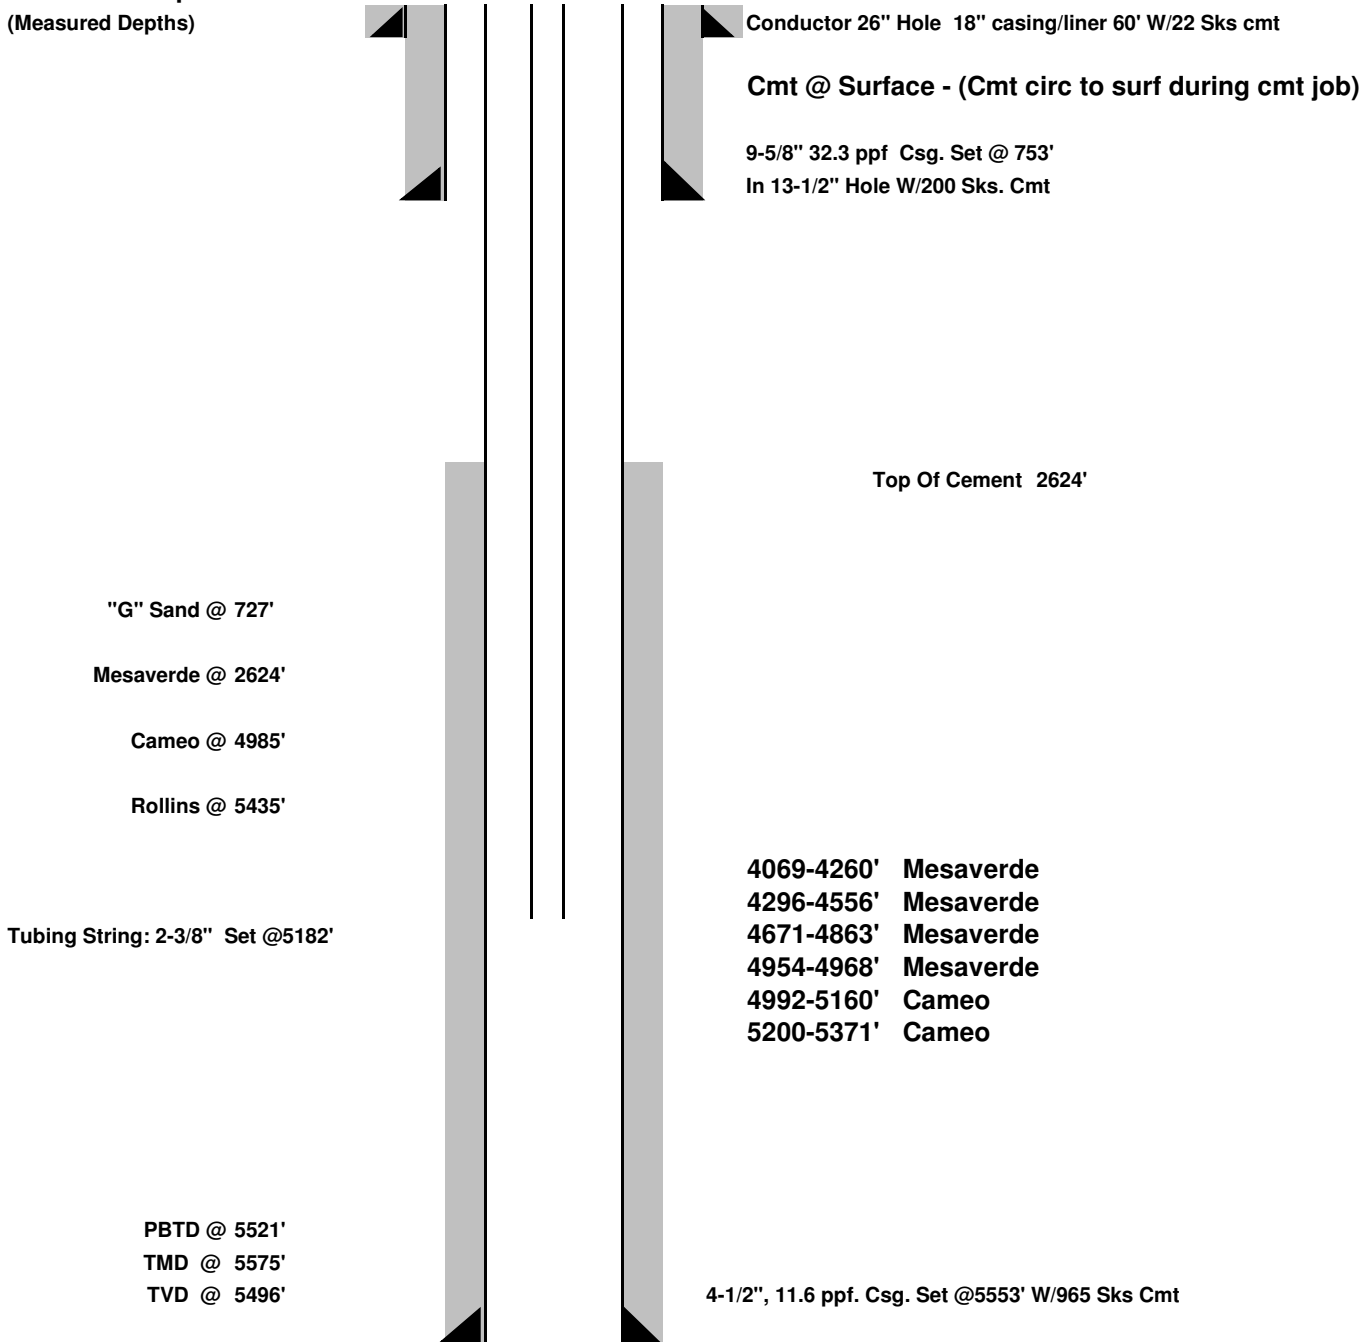 (Measured Depths)
Conductor 26" Hole 18" casing/liner 60' W/22 Sks cmt
Cmt @ Surface - (Cmt circ to surf during cmt job)
9-5/8" 32.3 ppf Csg. Set @ 753'
In 13-1/2" Hole W/200 Sks. Cmt
Top Of Cement 2624'
"G" Sand @ 727'
Mesaverde @ 2624'
Cameo @ 4985'
Rollins @ 5435'
4069-4260' Mesaverde
4296-4556' Mesaverde
Tubing String: 2-3/8" Set @5182'
4671-4863' Mesaverde
4954-4968' Mesaverde
4992-5160' Cameo
5200-5371' Cameo
PBTD @ 5521'
TMD @ 5575'
TVD @ 5496'
4-1/2", 11.6 ppf. Csg. Set @5553' W/965 Sks Cmt